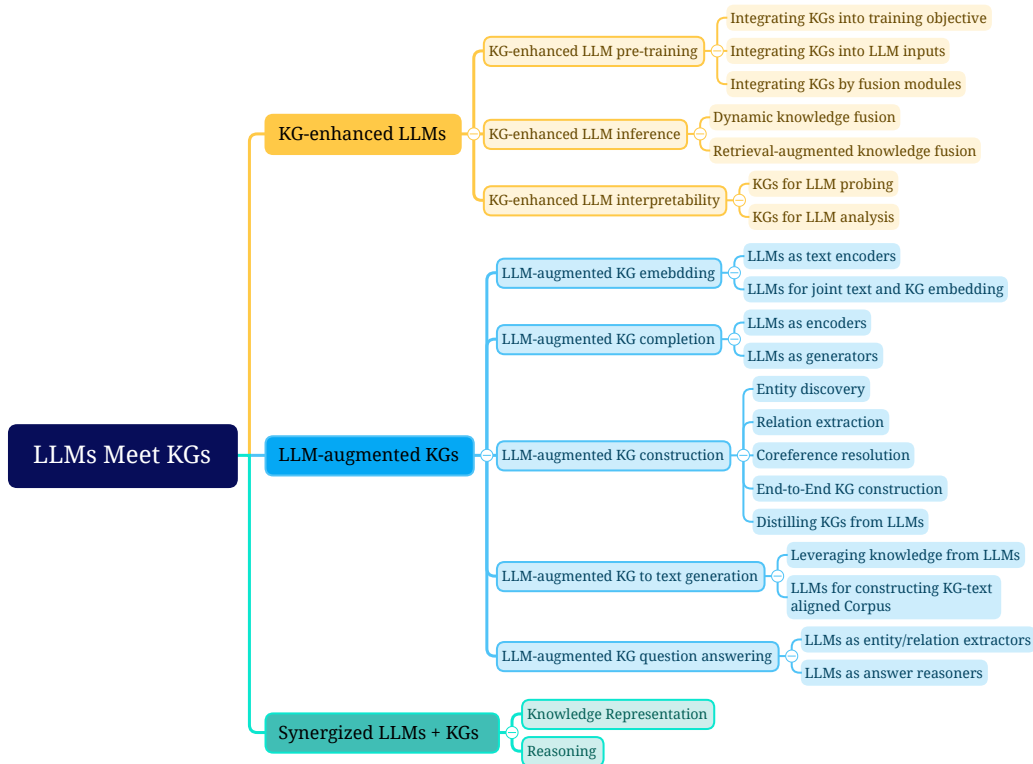 LLMs Meet KGs
KG-enhanced LLMs
KG-enhanced LLM pre-training
Integrating KGs into training objective
Integrating KGs into LLM inputs
Integrating KGs by fusion modules
KG-enhanced LLM inference
Dynamic knowledge fusion
Retrieval-augmented knowledge fusion
KG-enhanced LLM interpretability
KGs for LLM probing
KGs for LLM analysis
LLM-augmented KGs
LLM-augmented KG emebdding
LLMs as text encoders
LLMs for joint text and KG embedding
LLM-augmented KG completion
LLMs as encoders
LLMs as generators
LLM-augmented KG construction
Entity discovery
Relation extraction
Coreference resolution
End-to-End KG construction
Distilling KGs from LLMs
LLM-augmented KG to text generation
Leveraging knowledge from LLMs
LLMs for constructing KG-text
aligned Corpus
LLM-augmented KG question answering
LLMs as entity/relation extractors
LLMs as answer reasoners
Synergized LLMs + KGs
Knowledge Representation
Reasoning